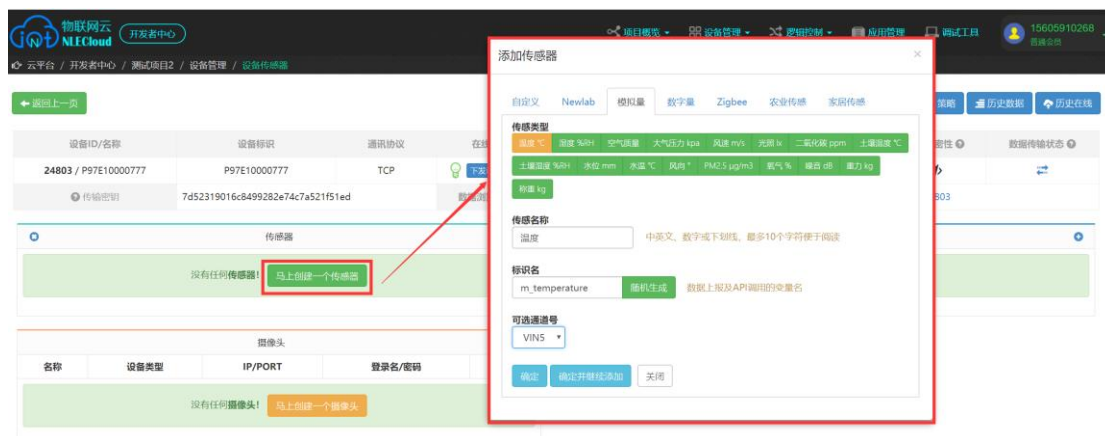 物联网云
NLECloud
开发者中心
项目概览
设备管理
逻辑控制
应用管理
调试工具
15605910268
普通会员
云平台 / 开发者中心 / 测试项目2 / 设备管理 / 设备传感器
返回上一页
策略
历史数据
历史在线
设备ID/名称
设备标识
通讯协议
在线
密性
数据传输状态
24803 / P97E10000777
P97E10000777
TCP
下发
传输密钥
7d52319016c8499282e74c7a521f51ed
803
传感器
没有任何传感器!
马上创建一个传感器
摄像头
名称
设备类型
IP/PORT
登录名/密码
没有任何摄像头!
马上创建一个摄像头
添加传感器
×
自定义 Newlab 模拟量 数字量 Zigbee 农业传感 家居传感
传感类型
温度 ℃ 湿度 %RH 空气质量 大气压力 kpa 风速 m/s 光照 lx 二氧化碳 ppm 土壤温度 ℃
土壤湿度 %RH 水位 mm 水温 ℃ 风向 ° PM2.5 μg/m3 氧气 % 噪音 dB 重力 kg
称重 kg
传感名称
温度
中英文、数字或下划线、最多10个字符便于阅读
标识名
m_temperature
随机生成
数据上报及API调用的变量名
可选通道号
VIN5
确定
确定并继续添加
关闭